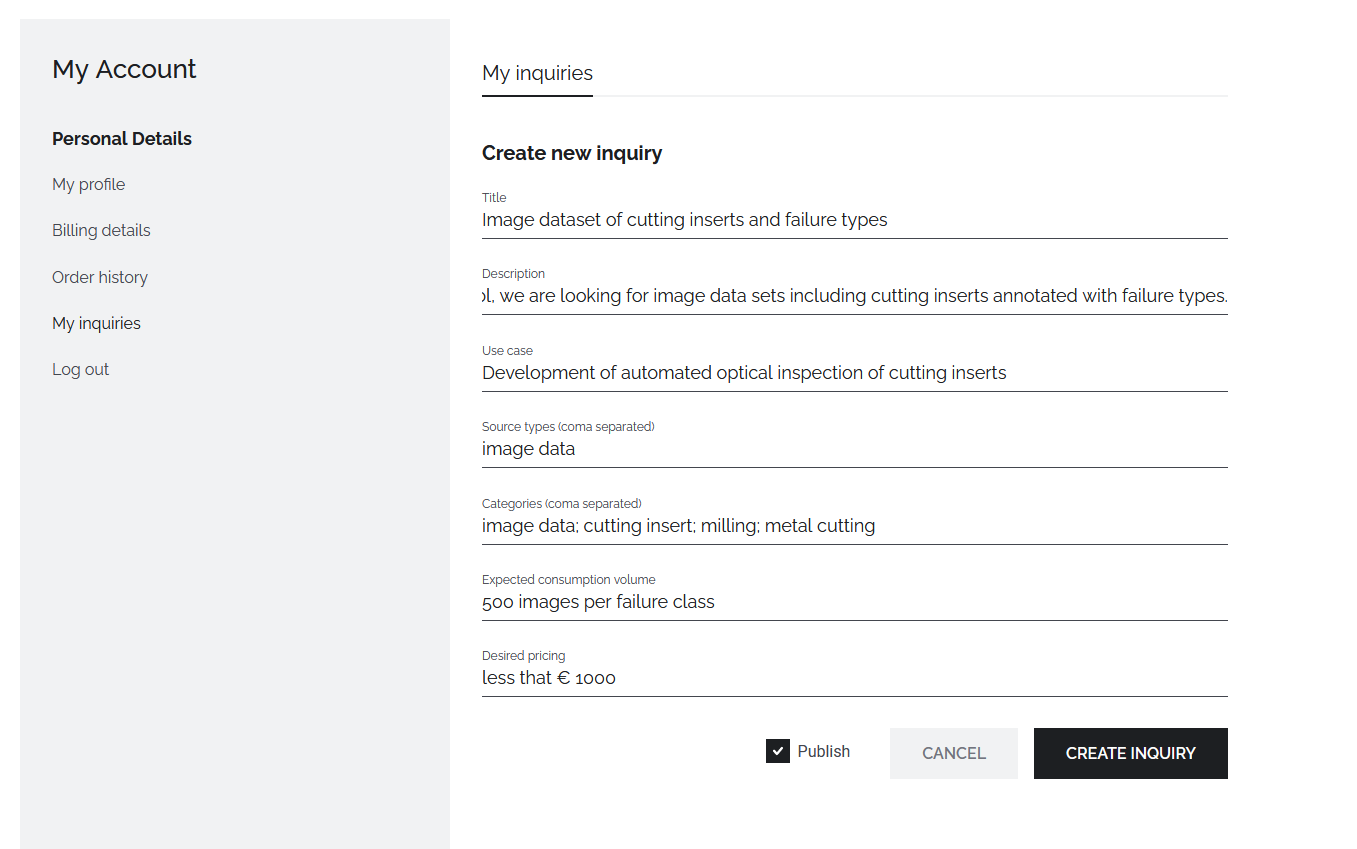 My Account
Personal Details
My profile
Billing details
Order history
My inquiries
Log out
My inquiries
Create new inquiry
Title
Image dataset of cutting inserts and failure types
Description
we are looking for image data sets including cutting inserts annotated with failure types.
Use case
Development of automated optical inspection of cutting inserts
Source types (coma separated)
image data
Categories (coma separated)
image data; cutting insert; milling; metal cutting
Expected consumption volume
500 images per failure class
Desired pricing
less that € 1000
Publish
CANCEL
CREATE INQUIRY